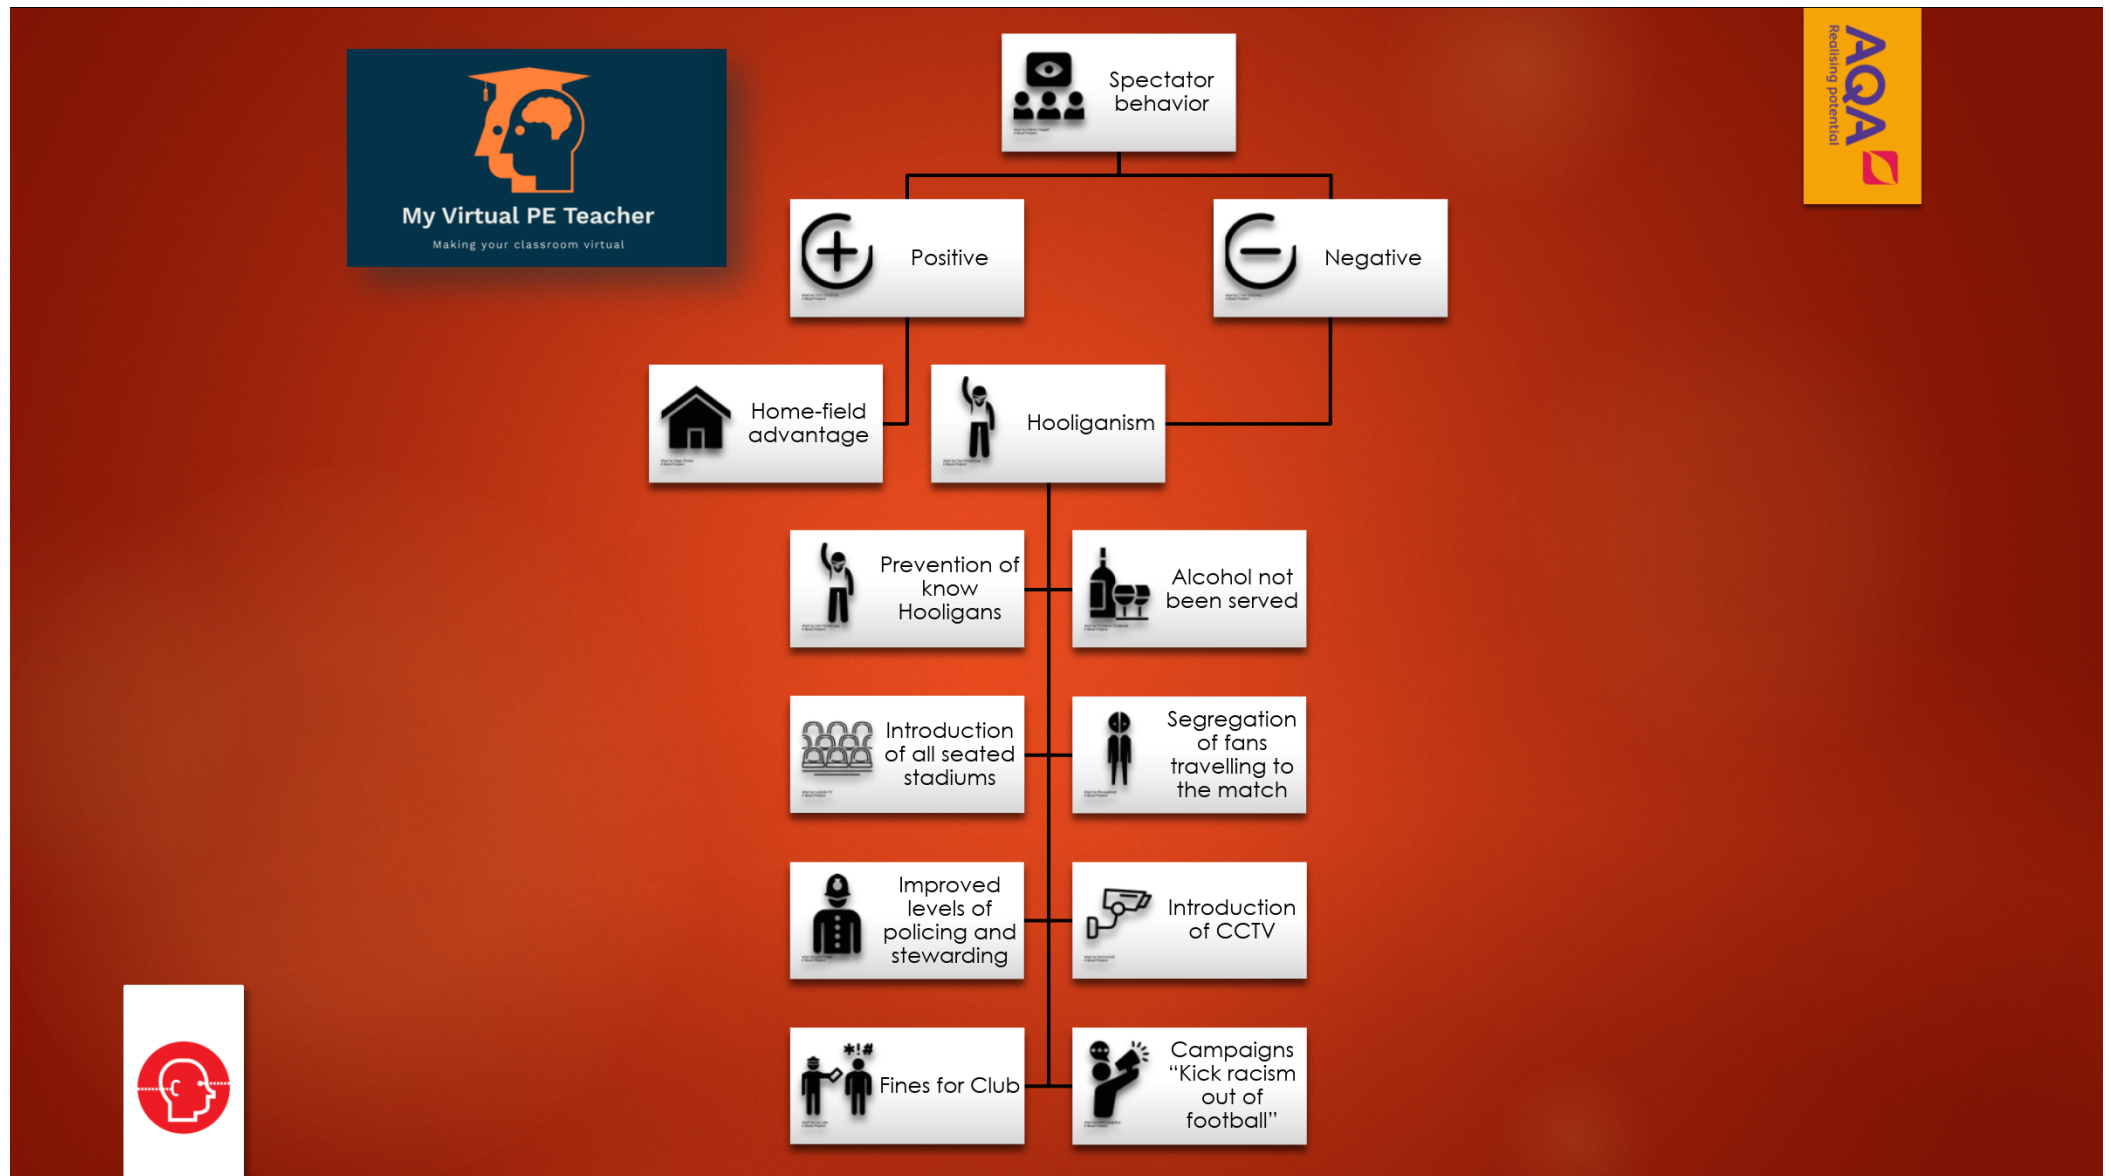 Spectator
behavior
AQA
Realising potential
My Virtual PE Teacher
Making your classroom virtual
Positive
Negative
Home-field
advantage
Hooliganism
Prevention of
know
Hooligans
Alcohol not
been served
Introduction
of all seated
stadiums
Segregation
of fans
travelling to
the match
Improved
levels of
policing and
stewarding
Introduction
of CCTV
*!#
Fines for Club
Campaigns
“Kick racism
out of
football”